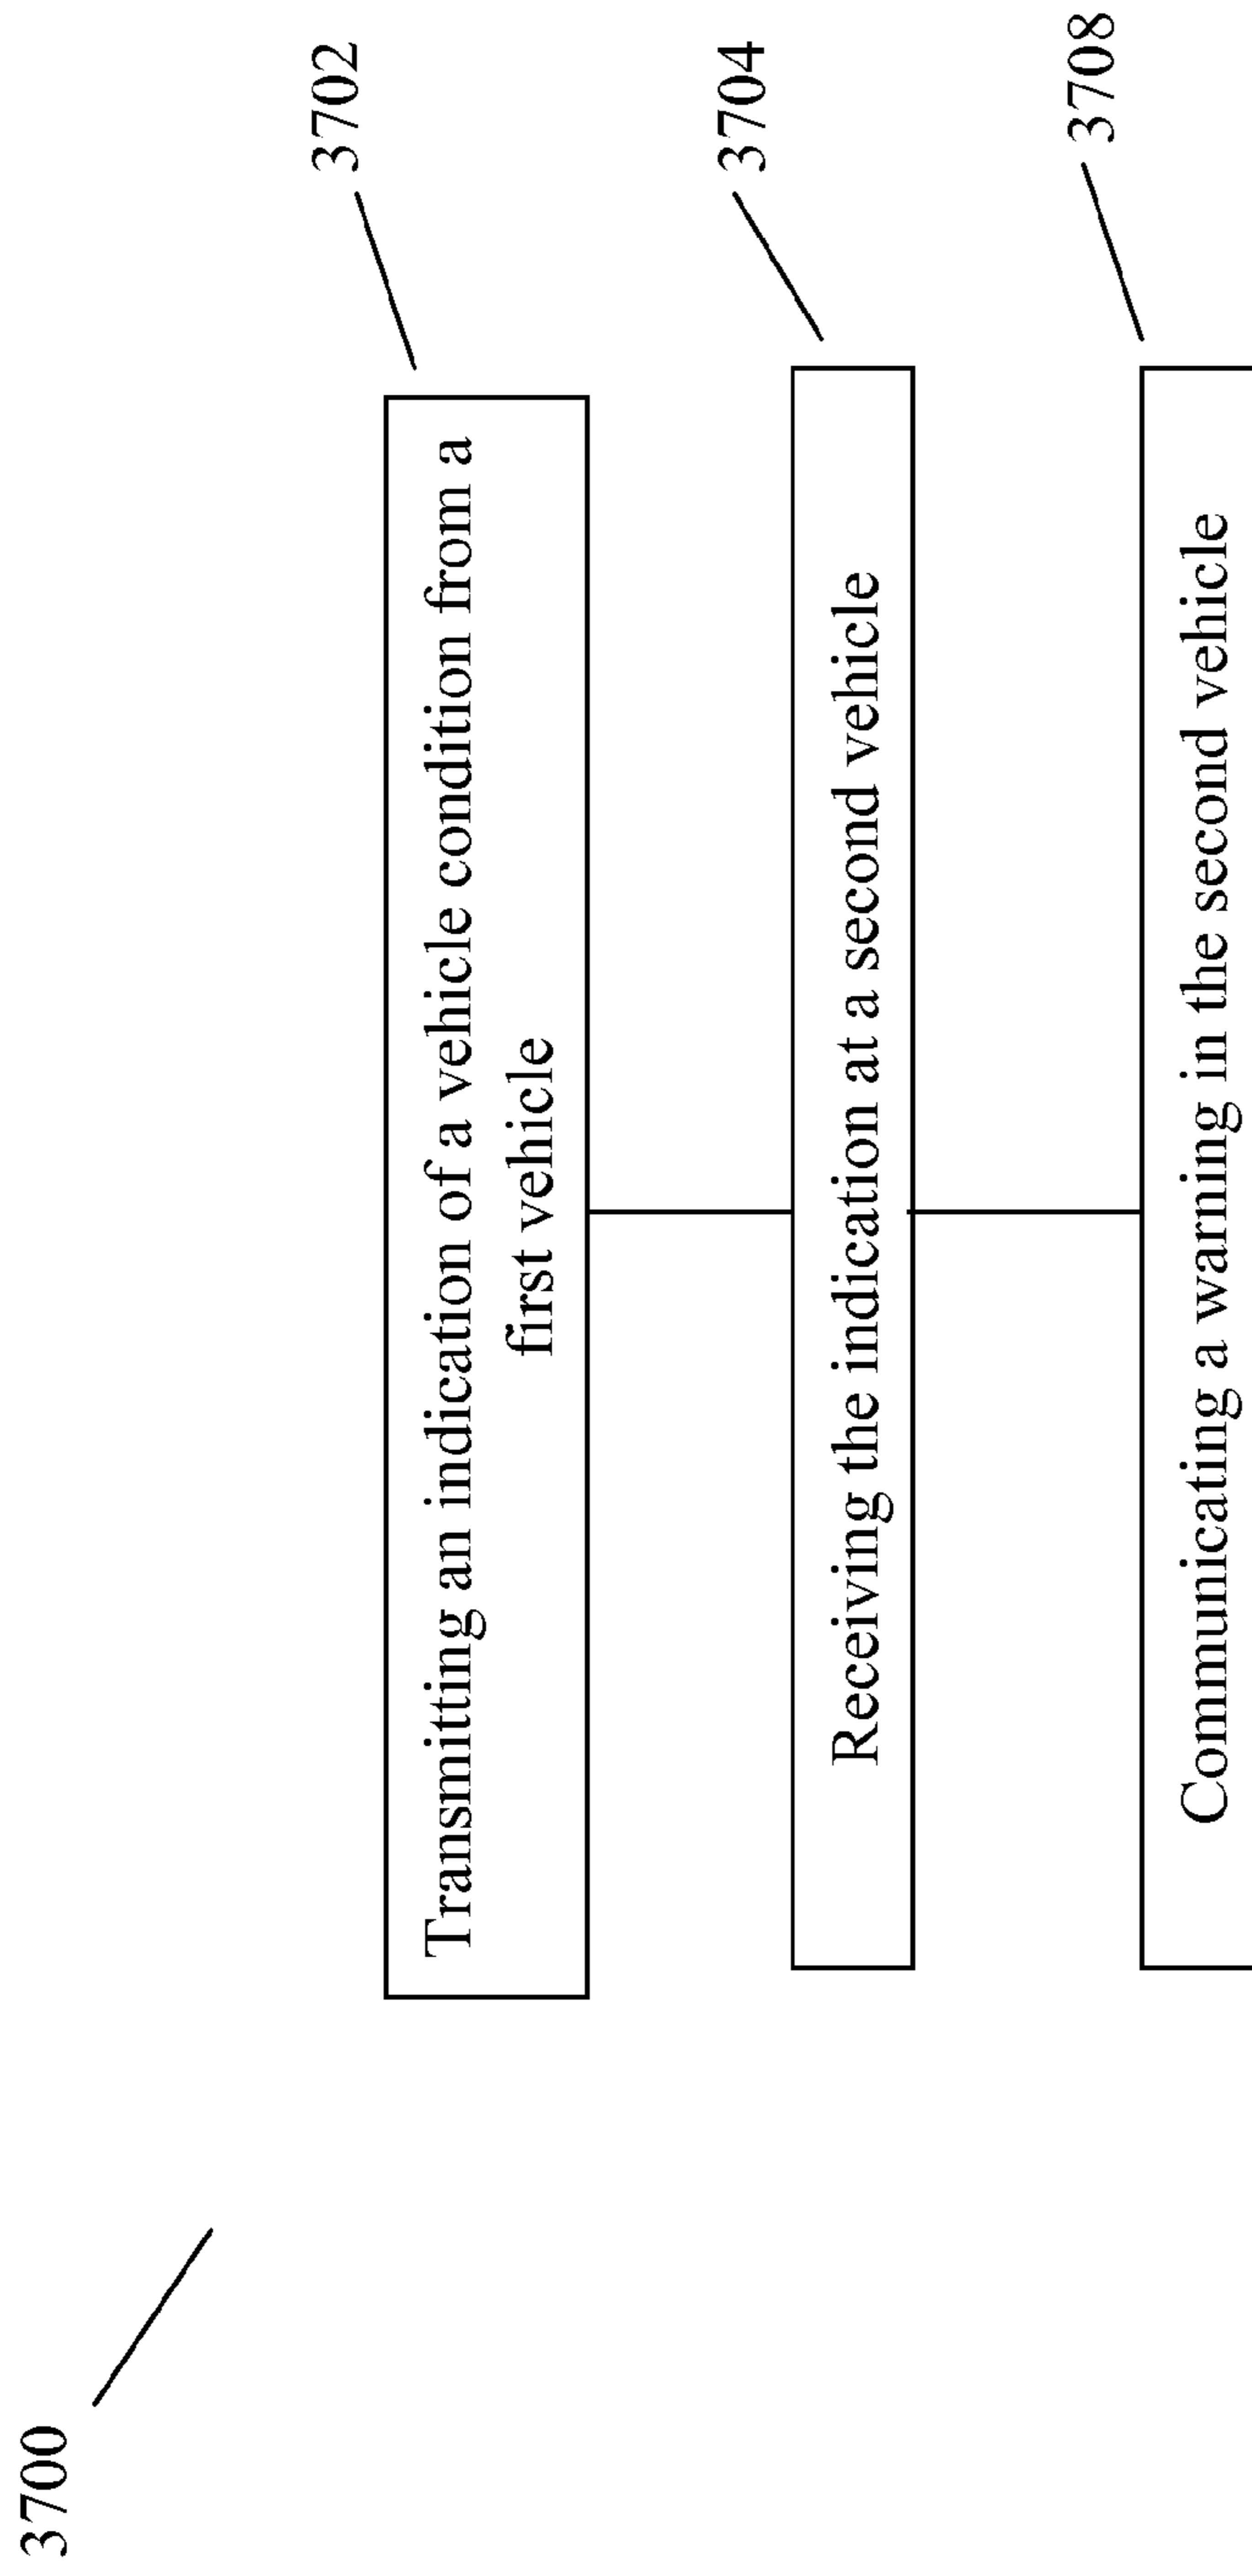 3700
3702
Transmitting an indication of a vehicle condition from a
first vehicle
3704
Receiving the indication at a second vehicle
3708
Communicating a warning in the second vehicle